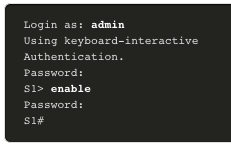 Login as: admin
Using keyboard-interactive
Authentication.
Password:
S1> enable
Password:
S1#